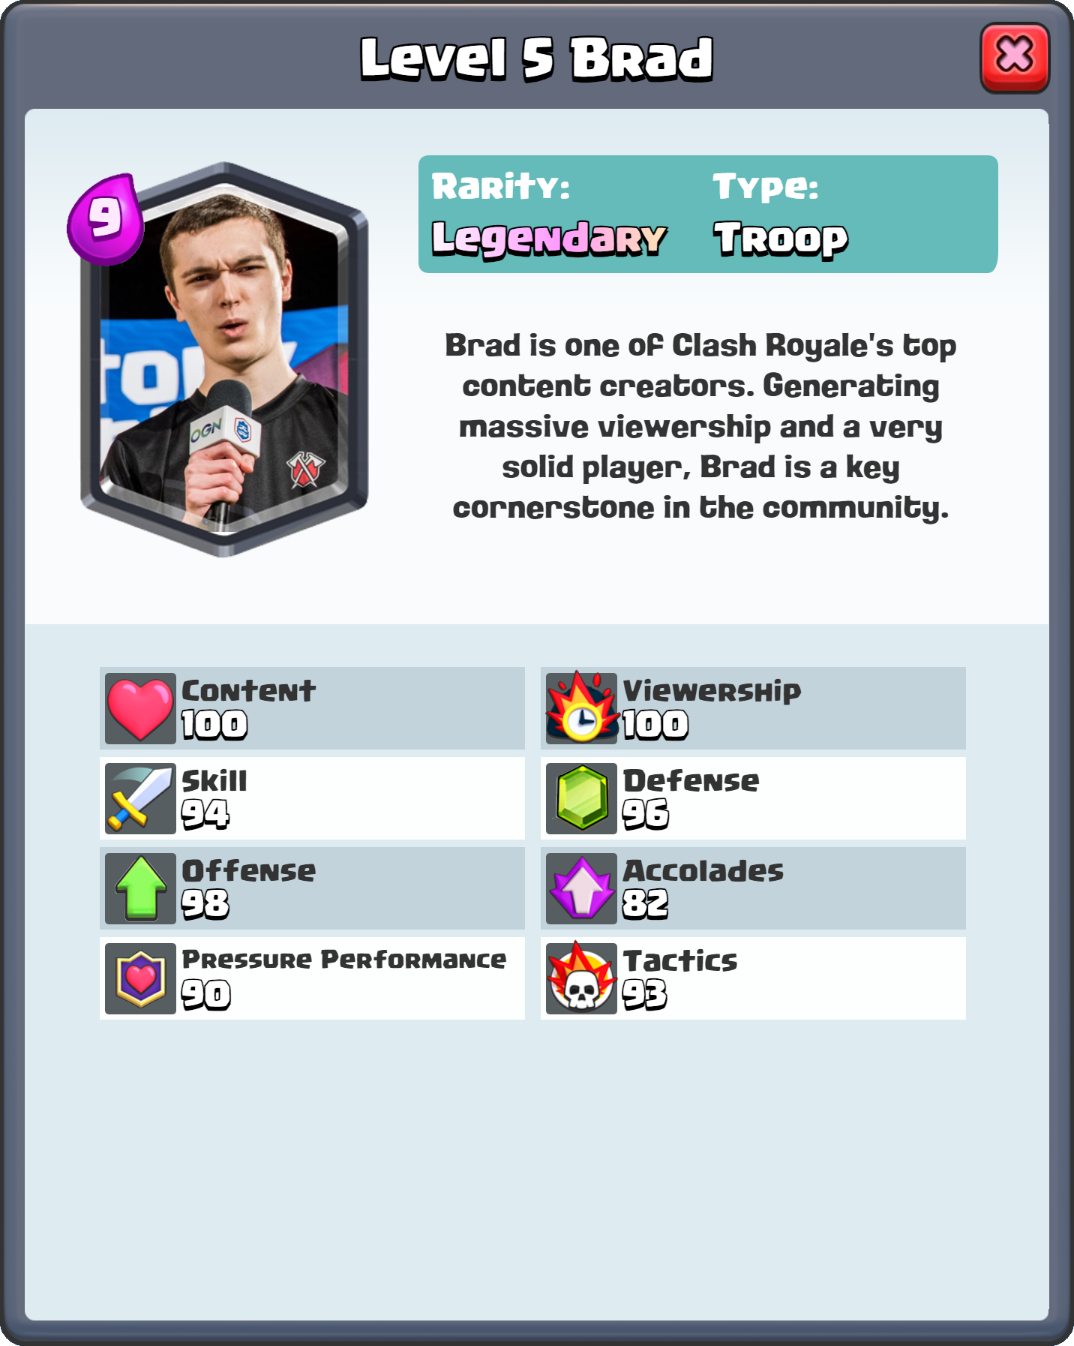 Level 5 Brad
9
Rarity:
Legendary
Type:
Troop
Brad is one of Clash Royale's top
content creators. Generating
massive viewership and a very
solid player, Brad is a key
cornerstone in the community.
OGN
Content
100
Viewership
100
Skill
94
Defense
96
Offense
98
Accolades
82
Pressure Performance
90
Tactics
93